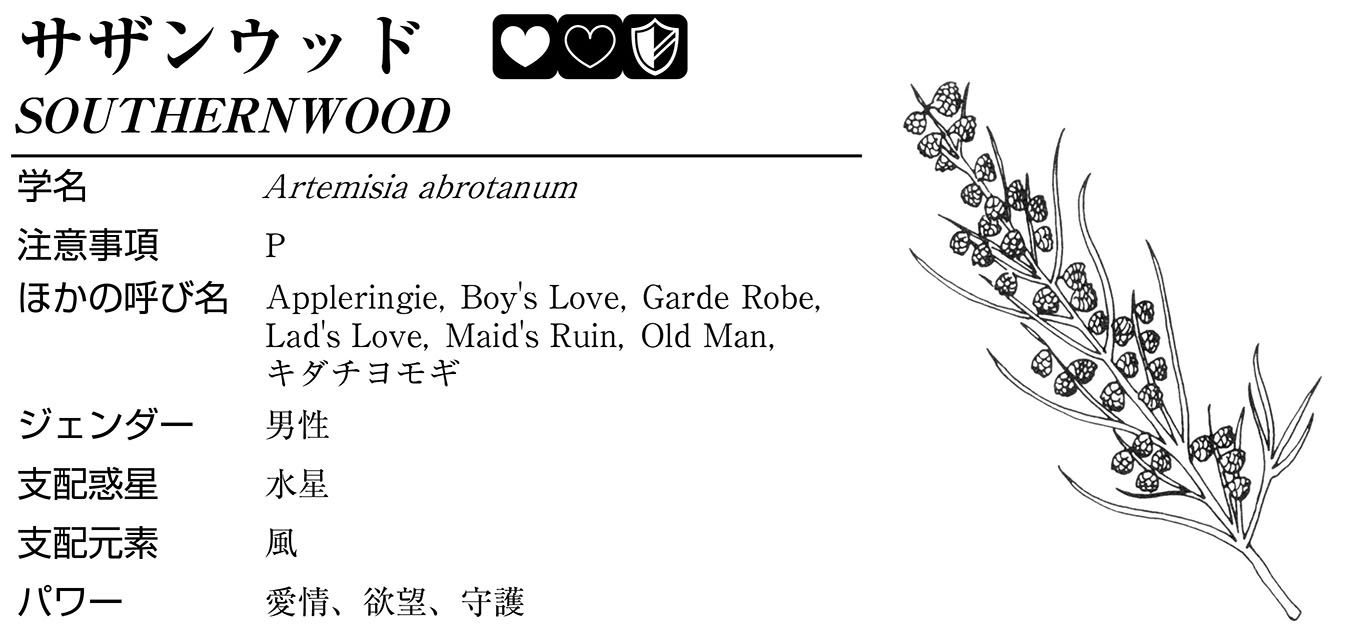 サザンウッド
SOUTHERNWOOD
学名 Artemisia abrotanum
注意事項 P
ほかの呼び名 Appleringie, Boy's Love, Garde Robe,
Lad's Love, Maid's Ruin, Old Man,
キダチヨモギ
ジェンダー 男性
支配惑星 水星
支配元素 風
パワー 愛情、欲望、守護